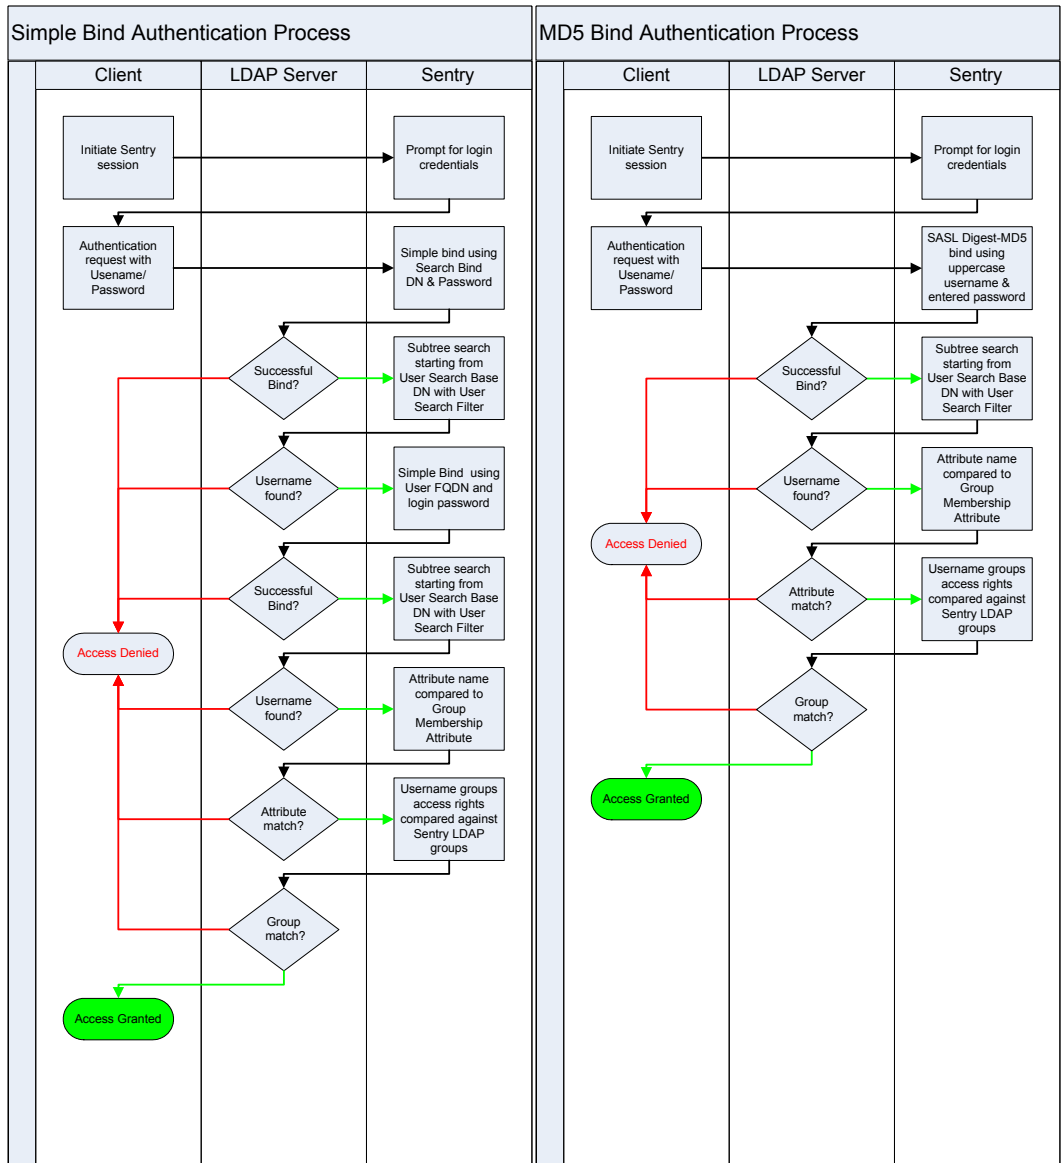 Simple Bind Authentication Process
Client
LDAP Server
Sentry
Initiate Sentry
session
Prompt for login
credentials
Authentication
request with
Usename/
Password
Simple bind using
Search Bind
DN & Password
Successful
Bind?
Subtree search
starting from
User Search Base
DN with User
Search Filter
Username
found?
Simple Bind using
User FQDN and
login password
Successful
Bind?
Subtree search
starting from
User Search Base
DN with User
Search Filter
Access Denied
Username
found?
Attribute name
compared to
Group
Membership
Attribute
Attribute
match?
Username groups
access rights
compared against
Sentry LDAP
groups
Group
match?
Access Granted
MD5 Bind Authentication Process
Client
LDAP Server
Sentry
Initiate Sentry
session
Prompt for login
credentials
Authentication
request with
Usename/
Password
SASL Digest-MD5
bind using
uppercase
username &
entered password
Successful
Bind?
Subtree search
starting from
User Search Base
DN with User
Search Filter
Username
found?
Attribute name
compared to
Group
Membership
Attribute
Access Denied
Attribute
match?
Username groups
access rights
compared against
Sentry LDAP
groups
Group
match?
Access Granted